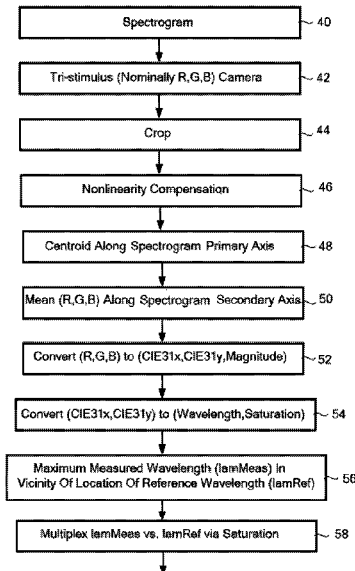 Spectrogram
40
Tri-stimulus (Nominally R,G,B) Camera
42
Crop
44
Nonlinearity Compensation
46
Centroid Along Spectrogram Primary Axis
48
Mean (R,G,B) Along Spectrogram Secondary Axis
50
Convert (R,G,B) to (CIE31x,CIE31y,Magnitude)
52
Convert (CIE31x,CIE31y) to (Wavelength,Saturation)
54
Maximum Measured Wavelength (lamMeas) in
Vicinity Of Location Of Reference Wavelength (lamRef)
56
Multiplex lamMeas vs. lamRef via Saturation
58